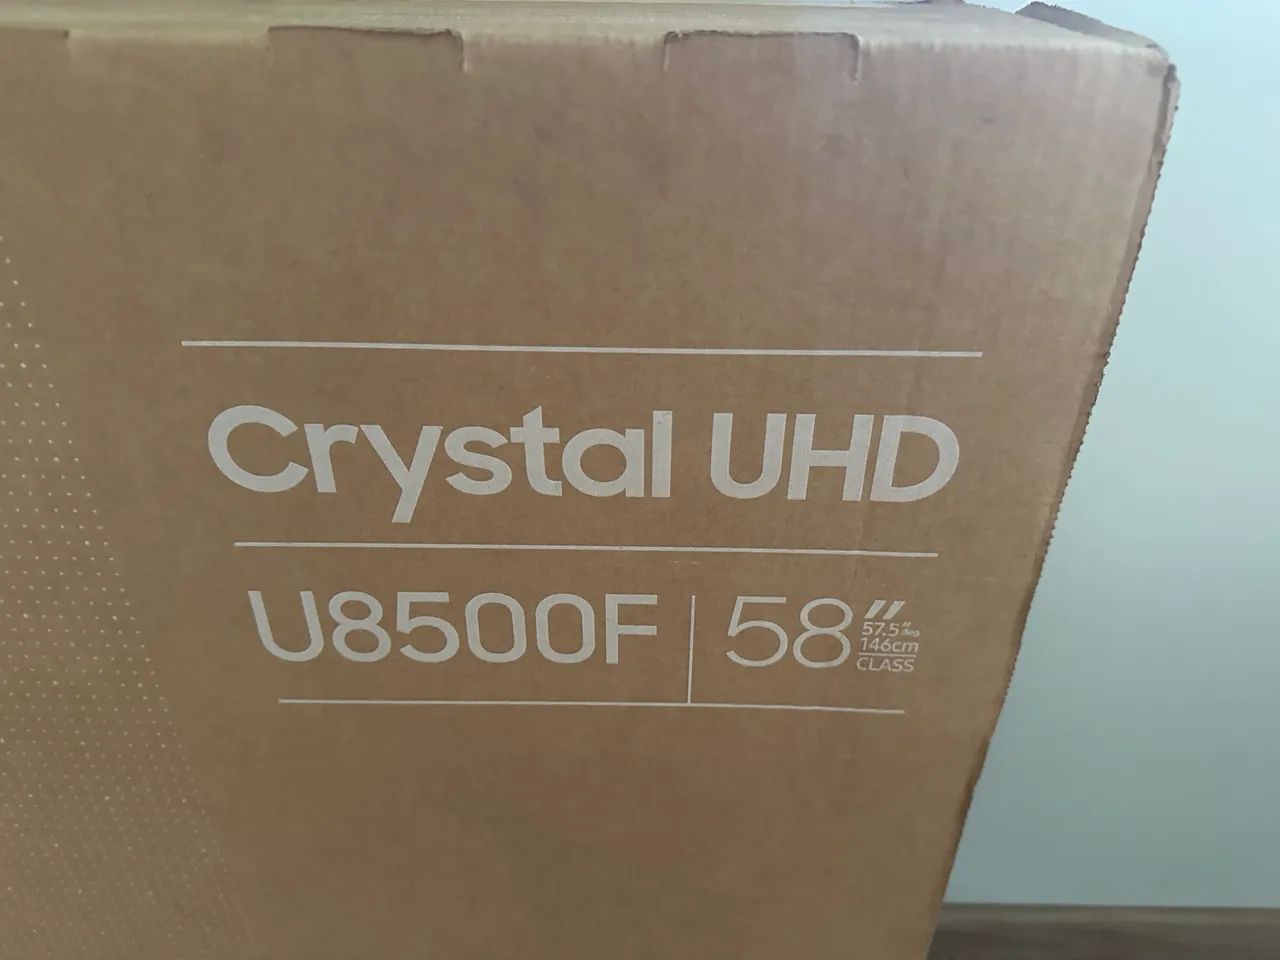 Crystal UHD
U8500F 58"
57.5" diag.
146cm
CLASS